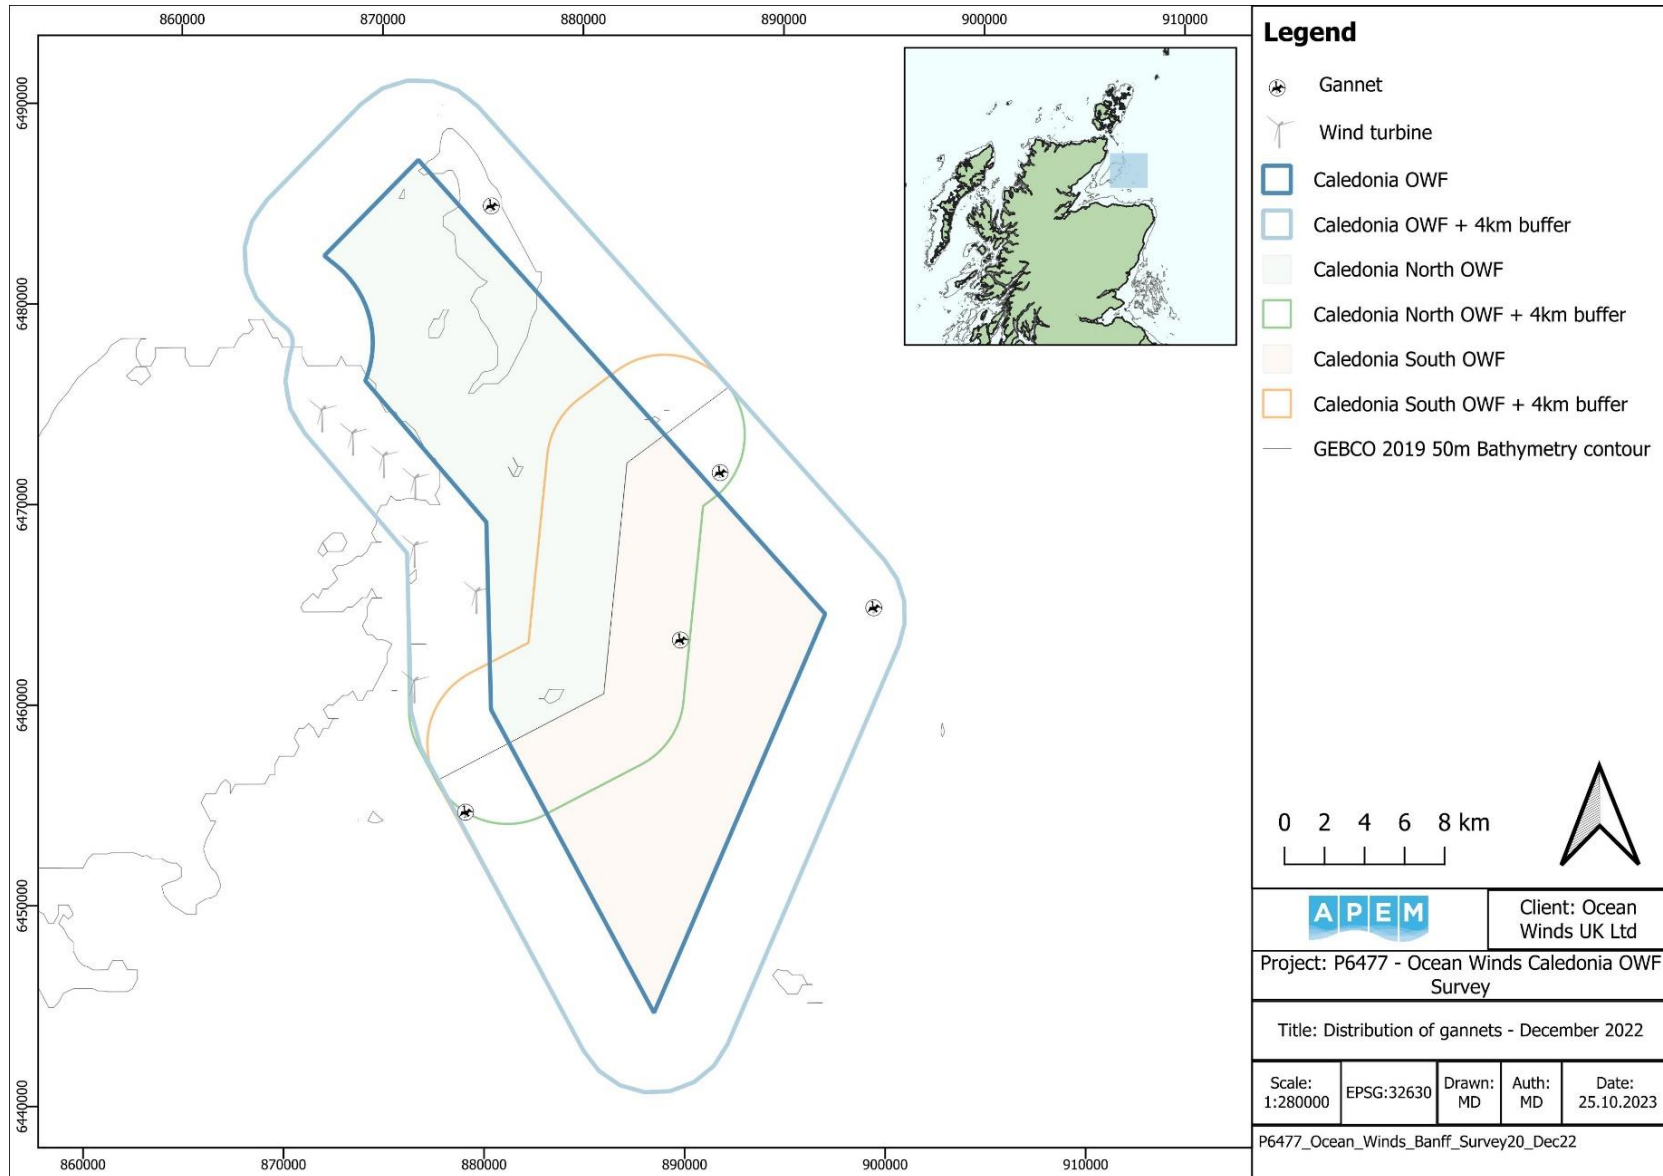 860000 870000 880000 890000 900000 910000
6490000
6480000
6470000
6460000
6450000
6440000
860000 870000 880000 890000 900000 910000
Legend
Gannet
Wind turbine
Caledonia OWF
Caledonia OWF + 4km buffer
Caledonia North OWF
Caledonia North OWF + 4km buffer
Caledonia South OWF
Caledonia South OWF + 4km buffer
GEBCO 2019 50m Bathymetry contour
0 2 4 6 8 km
APEM
Client: Ocean
Winds UK Ltd
Project: P6477 - Ocean Winds Caledonia OWF
Survey
Title: Distribution of gannets - December 2022
Scale:
1:280000
EPSG:32630
Drawn:
MD
Auth:
MD
Date:
25.10.2023
P6477_Ocean_Winds_Banff_Survey20_Dec22